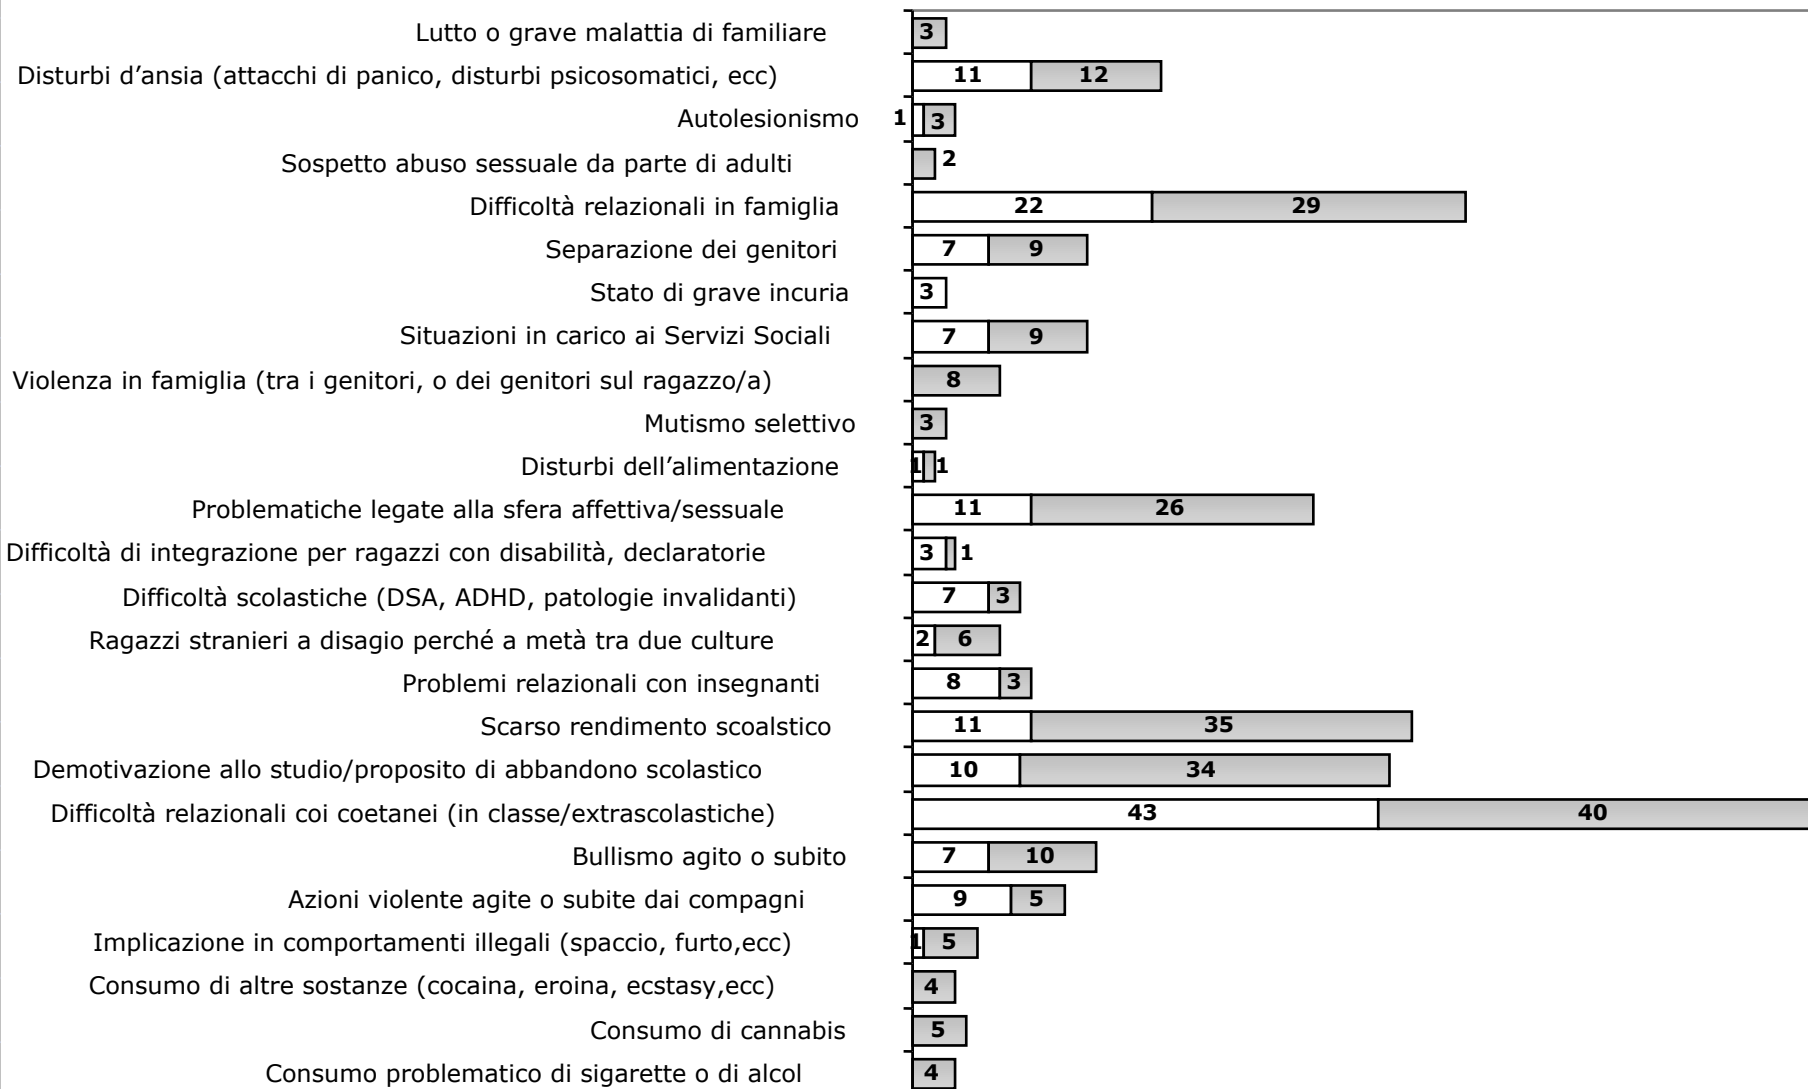 Lutto o grave malattia di familiare 3
Disturbi d’ansia (attacchi di panico, disturbi psicosomatici, ecc) 11 12
Autolesionismo 1 3
Sospetto abuso sessuale da parte di adulti 2
Difficoltà relazionali in famiglia 22 29
Separazione dei genitori 7 9
Stato di grave incuria 3
Situazioni in carico ai Servizi Sociali 7 9
Violenza in famiglia (tra i genitori, o dei genitori sul ragazzo/a) 8
Mutismo selettivo 3
Disturbi dell’alimentazione 1 1
Problematiche legate alla sfera affettiva/sessuale 11 26
Difficoltà di integrazione per ragazzi con disabilità, declaratorie 3 1
Difficoltà scolastiche (DSA, ADHD, patologie invalidanti) 7 3
Ragazzi stranieri a disagio perché a metà tra due culture 2 6
Problemi relazionali con insegnanti 8 3
Scarso rendimento scoalstico 11 35
Demotivazione allo studio/proposito di abbandono scolastico 10 34
Difficoltà relazionali coi coetanei (in classe/extrascolastiche) 43 40
Bullismo agito o subito 7 10
Azioni violente agite o subite dai compagni 9 5
Implicazione in comportamenti illegali (spaccio, furto,ecc) 1 5
Consumo di altre sostanze (cocaina, eroina, ecstasy,ecc) 4
Consumo di cannabis 5
Consumo problematico di sigarette o di alcol 4